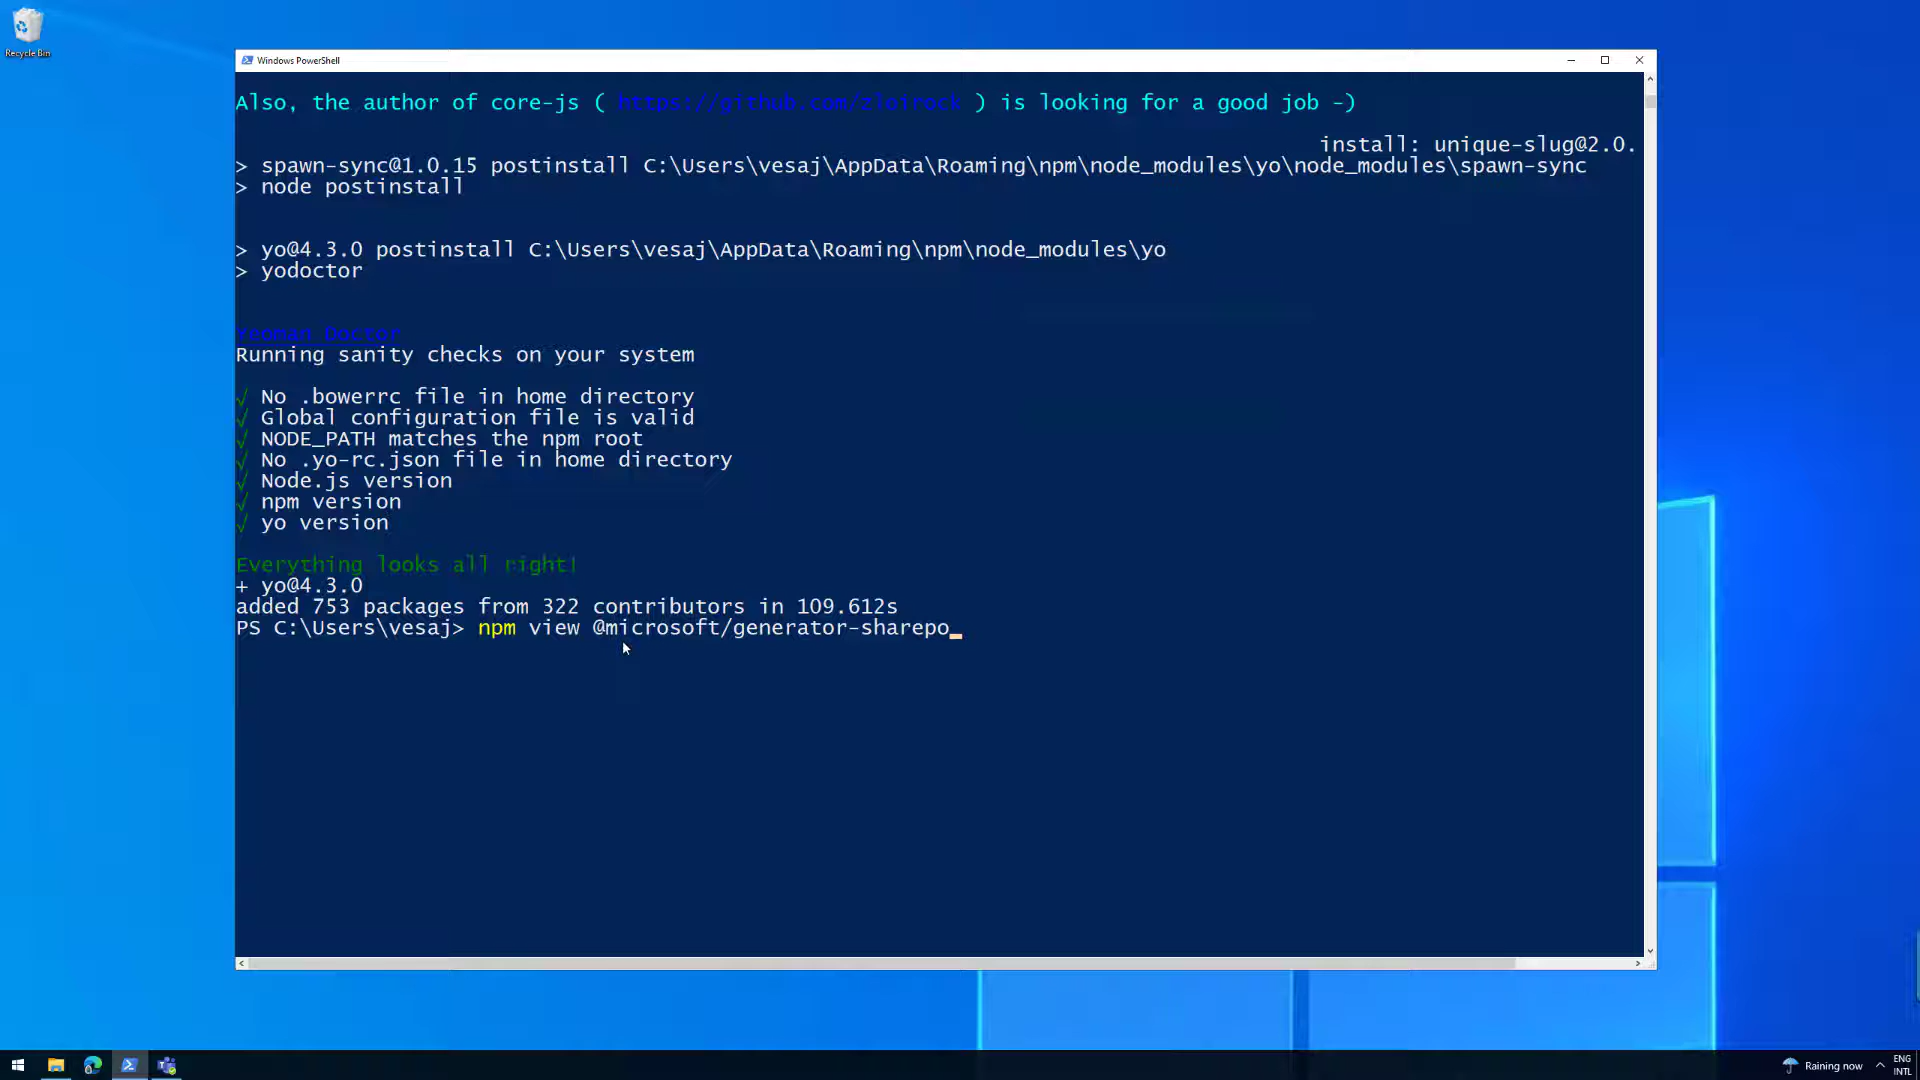 Recycle Bin
Windows PowerShell
Also, the author of core-js ( https://github.com/zloirock ) is looking for a good job -)
install: unique-slug@2.0.
> spawn-sync@1.0.15 postinstall C:\Users\vesaj\AppData\Roaming\npm\node_modules\yo\node_modules\spawn-sync
> node postinstall
> yo@4.3.0 postinstall C:\Users\vesaj\AppData\Roaming\npm\node_modules\yo
> yodoctor
Yeoman Doctor
Running sanity checks on your system
√ No .bowerrc file in home directory
√ Global configuration file is valid
√ NODE_PATH matches the npm root
√ No .yo-rc.json file in home directory
√ Node.js version
√ npm version
√ yo version
Everything looks all right!
+ yo@4.3.0
added 753 packages from 322 contributors in 109.612s
PS C:\Users\vesaj> npm view @microsoft/generator-sharepo_
Raining now
ENG
INTL